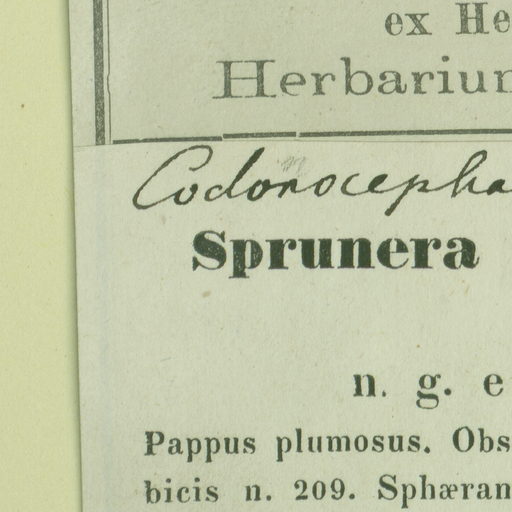 ex He
Herbariun
Codonocepha
Sprunera
n. g. e
Pappus plumosus. Obs
bicis n. 209. Sphæran